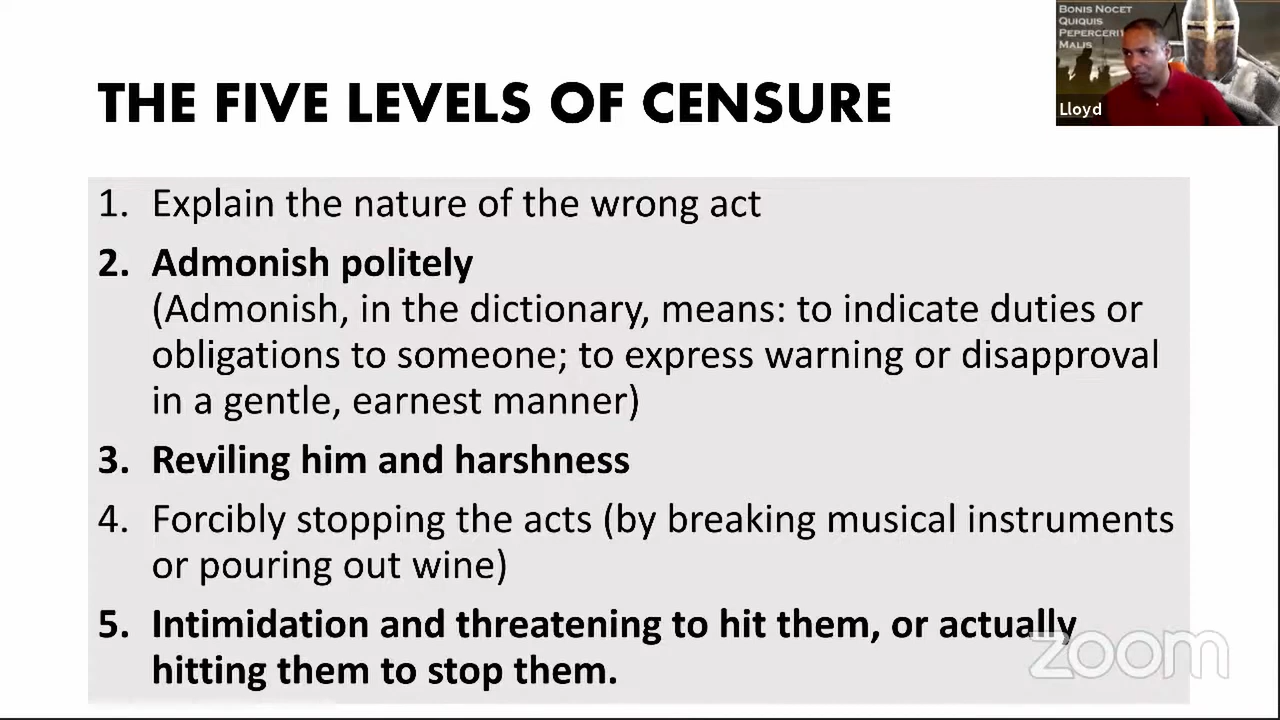 BONIS NOCET
QUIQUIS
PEPERCERI
MALIS
Lloyd
THE FIVE LEVELS OF CENSURE
1. Explain the nature of the wrong act
2. Admonish politely
(Admonish, in the dictionary, means: to indicate duties or
obligations to someone; to express warning or disapproval
in a gentle, earnest manner)
3. Reviling him and harshness
4. Forcibly stopping the acts (by breaking musical instruments
or pouring out wine)
5. Intimidation and threatening to hit them, or actually
hitting them to stop them.
zoom